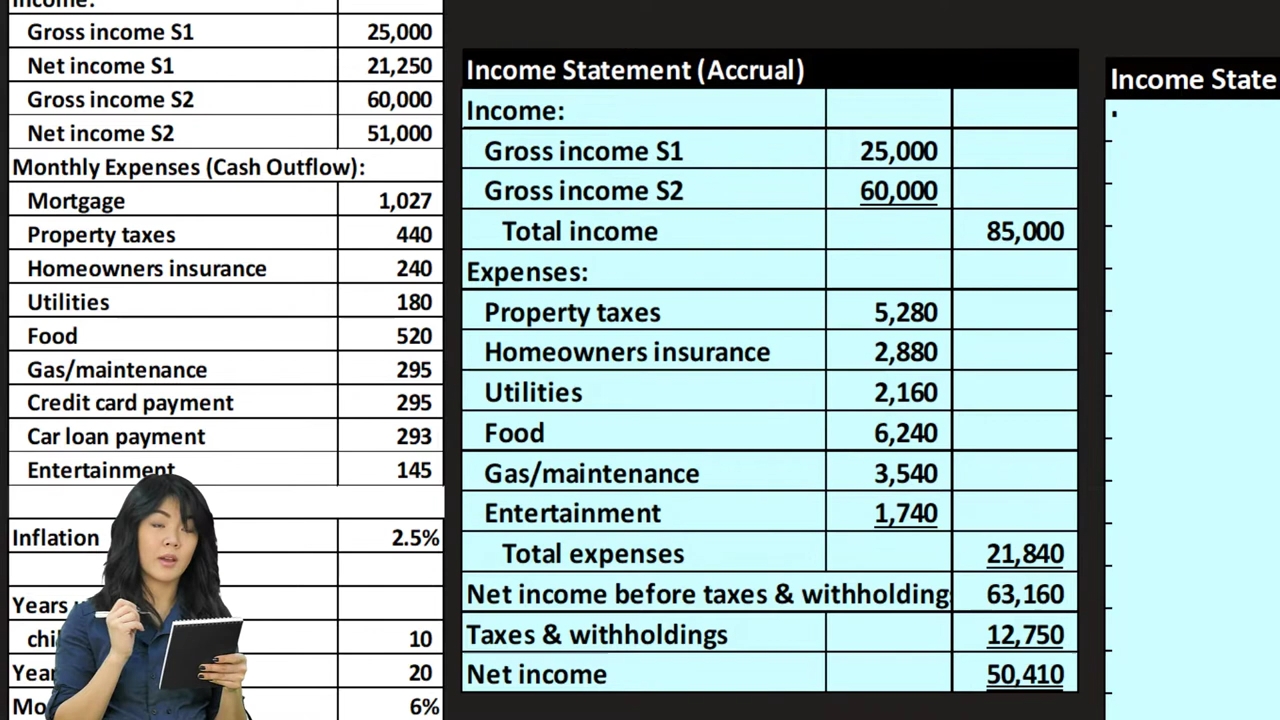 Income:
Gross income S1 25,000
Net income S1 21,250
Gross income S2 60,000
Net income S2 51,000
Monthly Expenses (Cash Outflow):
Mortgage 1,027
Property taxes 440
Homeowners insurance 240
Utilities 180
Food 520
Gas/maintenance 295
Credit card payment 295
Car loan payment 293
Entertainment 145
Inflation 2.5%
Years
10
20
6%
Income Statement (Accrual)
Income:
Gross income S1 25,000
Gross income S2 60,000
Total income 85,000
Expenses:
Property taxes 5,280
Homeowners insurance 2,880
Utilities 2,160
Food 6,240
Gas/maintenance 3,540
Entertainment 1,740
Total expenses 21,840
Net income before taxes & withholding 63,160
Taxes & withholdings 12,750
Net income 50,410
Income State